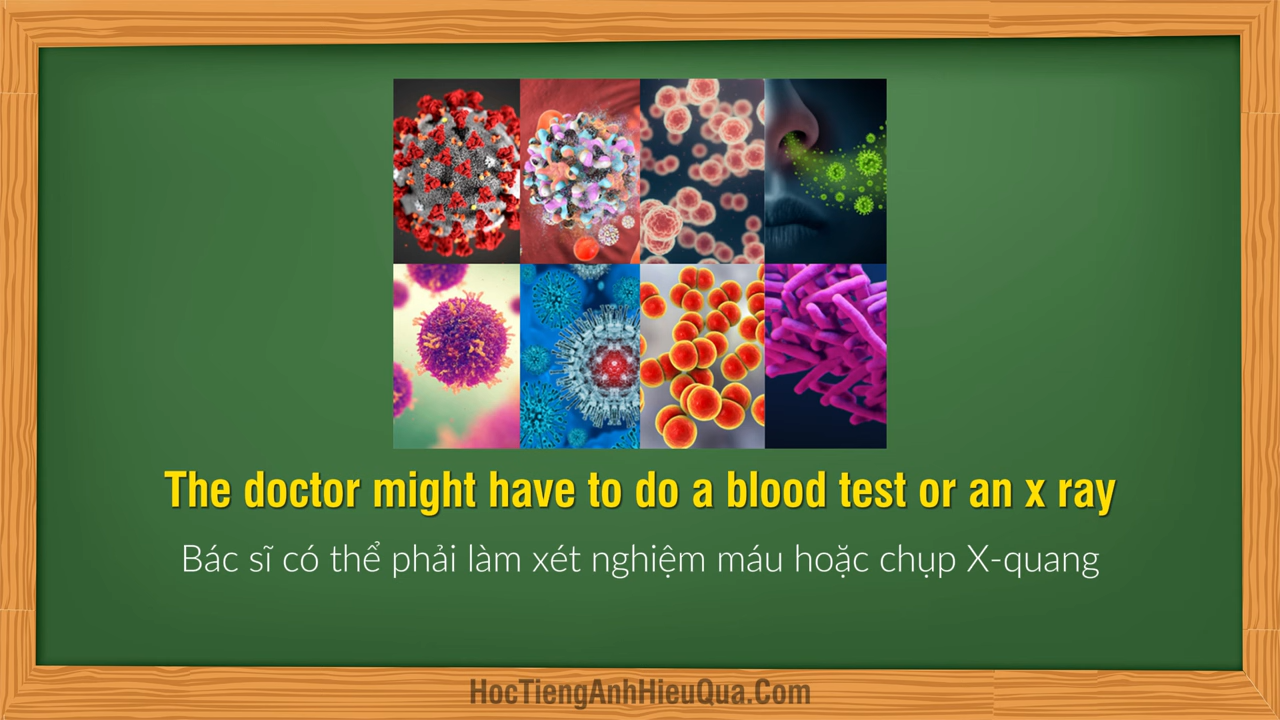 The doctor might have to do a blood test or an x ray
Bác sĩ có thể phải làm xét nghiệm máu hoặc chụp X-quang
HocTiengAnhHieuQua.Com